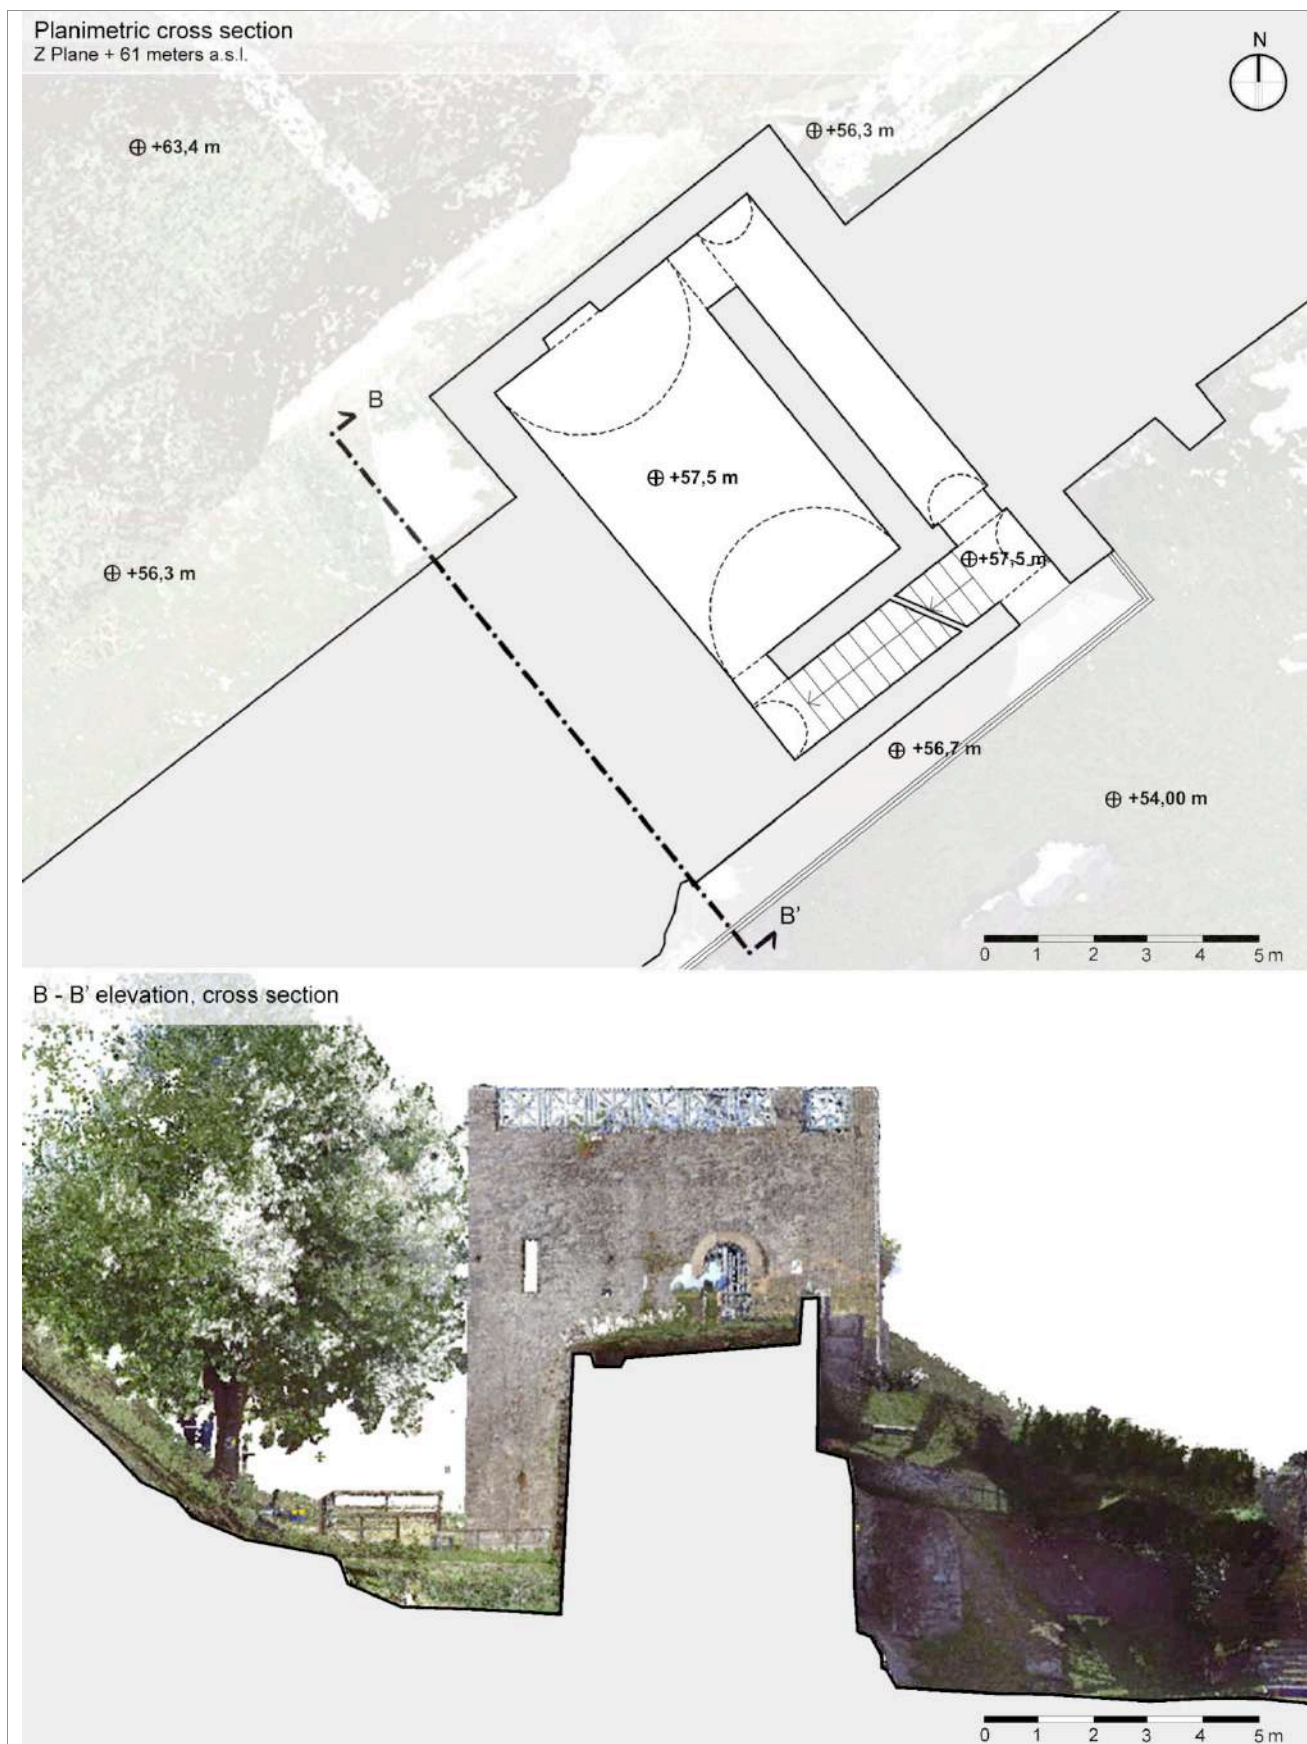 Planimetric cross section
Z Plane + 61 meters a.s.l.
N
+63,4 m
+56,3 m
B
+57,5 m
+57,5 m
+56,3 m
+56,7 m
+54,00 m
B'
0 1 2 3 4 5 m
B - B' elevation, cross section
0 1 2 3 4 5 m